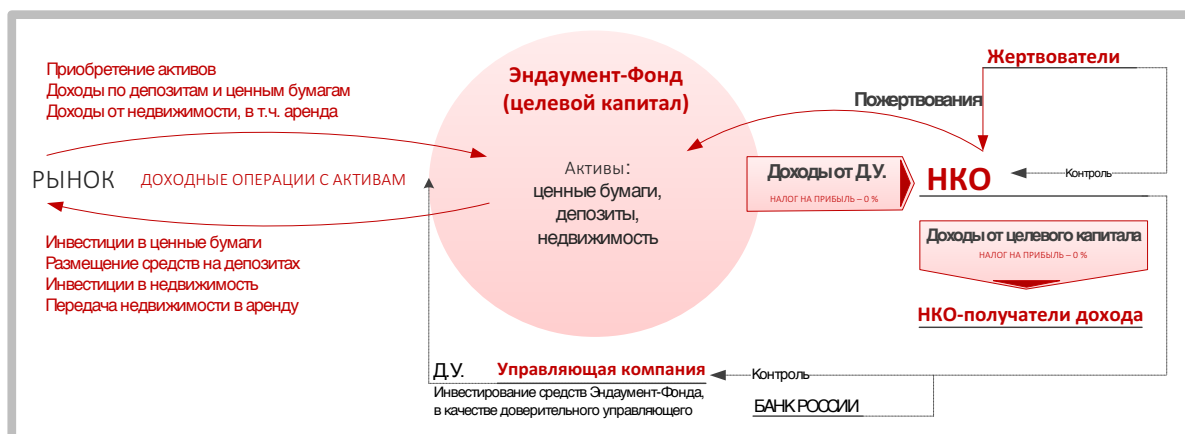 Приобретение активов
Доходы по депозитам и ценным бумагам
Доходы от недвижимости, в т.ч. аренда
РЫНОК
ДОХОДНЫЕ ОПЕРАЦИИ С АКТИВАМ
Инвестиции в ценные бумаги
Размещение средств на депозитах
Инвестиции в недвижимость
Передача недвижимости в аренду
Эндаумент-Фонд
(целевой капитал)
Активы:
ценные бумаги,
депозиты,
недвижимость
Жертвователи
Пожертвования
Доходы от Д.У.
НАЛОГ НА ПРИБЫЛЬ – 0 %
НКО
Контроль
Доходы от целевого капитала
НАЛОГ НА ПРИБЫЛЬ – 0 %
НКО-получатели дохода
Д.У.
Управляющая компания
Контроль
Инвестирование средств Эндаумент-Фонда,
в качестве доверительного управляющего
БАНК РОССИИ